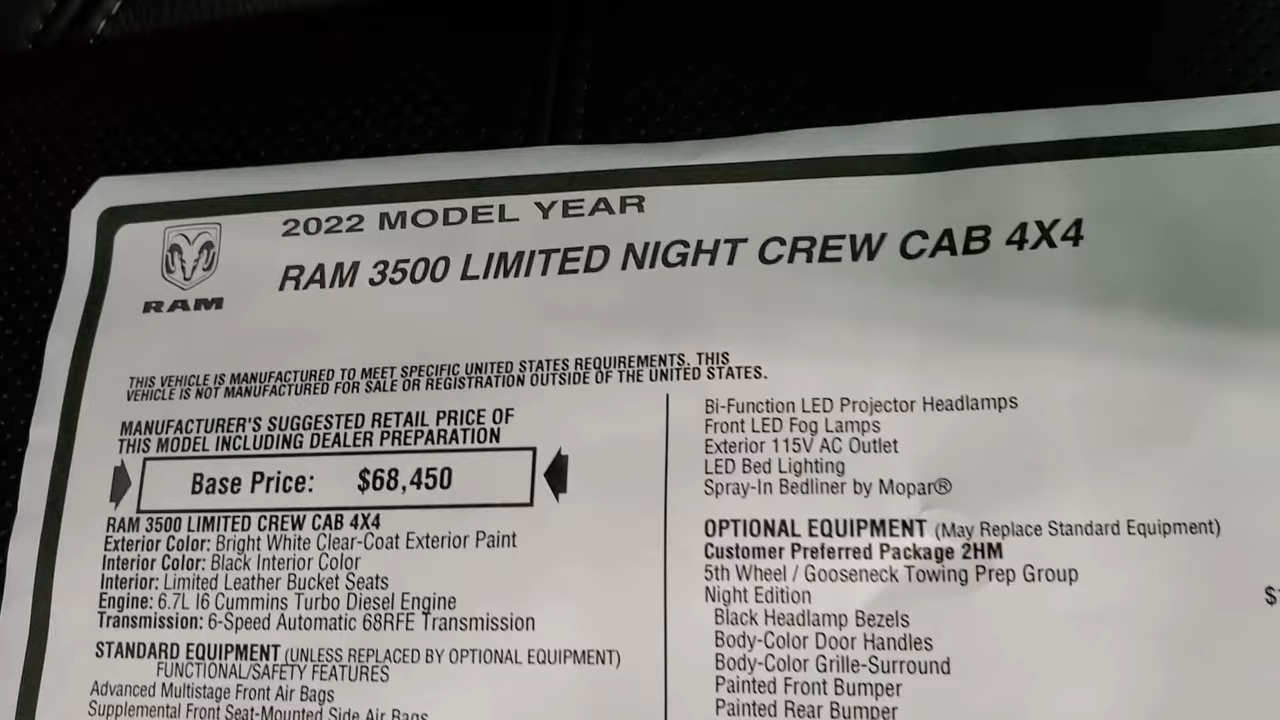 2022 MODEL YEAR
RAM 3500 LIMITED NIGHT CREW CAB 4X4
RAM
THIS VEHICLE IS MANUFACTURED TO MEET SPECIFIC UNITED STATES REQUIREMENTS. THIS
VEHICLE IS NOT MANUFACTURED FOR SALE OR REGISTRATION OUTSIDE OF THE UNITED STATES.
MANUFACTURER'S SUGGESTED RETAIL PRICE OF
THIS MODEL INCLUDING DEALER PREPARATION
Base Price: $68,450
RAM 3500 LIMITED CREW CAB 4X4
Exterior Color: Bright White Clear-Coat Exterior Paint
Interior Color: Black Interior Color
Interior: Limited Leather Bucket Seats
Engine: 6.7L I6 Cummins Turbo Diesel Engine
Transmission: 6-Speed Automatic 68RFE Transmission
STANDARD EQUIPMENT (UNLESS REPLACED BY OPTIONAL EQUIPMENT)
FUNCTIONAL/SAFETY FEATURES
Advanced Multistage Front Air Bags
Supplemental Front Seat-Mounted Side Air Bags
Bi-Function LED Projector Headlamps
Front LED Fog Lamps
Exterior 115V AC Outlet
LED Bed Lighting
Spray-In Bedliner by Mopar®
OPTIONAL EQUIPMENT (May Replace Standard Equipment)
Customer Preferred Package 2HM
5th Wheel / Gooseneck Towing Prep Group
Night Edition
Black Headlamp Bezels
Body-Color Door Handles
Body-Color Grille-Surround
Painted Front Bumper
Painted Rear Bumper